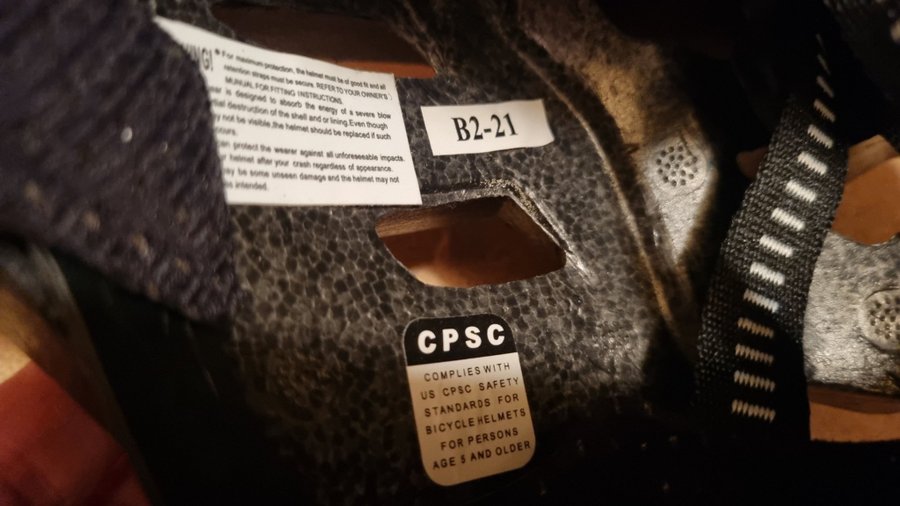 * For maximum protection, the helmet must be of good fit and all
retention straps must be secure. REFER TO YOUR OWNER'S
MANUAL FOR FITTING INSTRUCTIONS.
is designed to absorb the energy of a severe blow
destruction of the shell and or lining. Even though
not be visible, the helmet should be replaced if such
protect the wearer against all unforeseeable impacts.
helmet after your crash regardless of appearance.
be some unseen damage and the helmet may not
intended.
B2-21
CPSC
COMPLIES WITH
US CPSC SAFETY
STANDARDS FOR
BICYCLE HELMETS
FOR PERSONS
AGE 5 AND OLDER